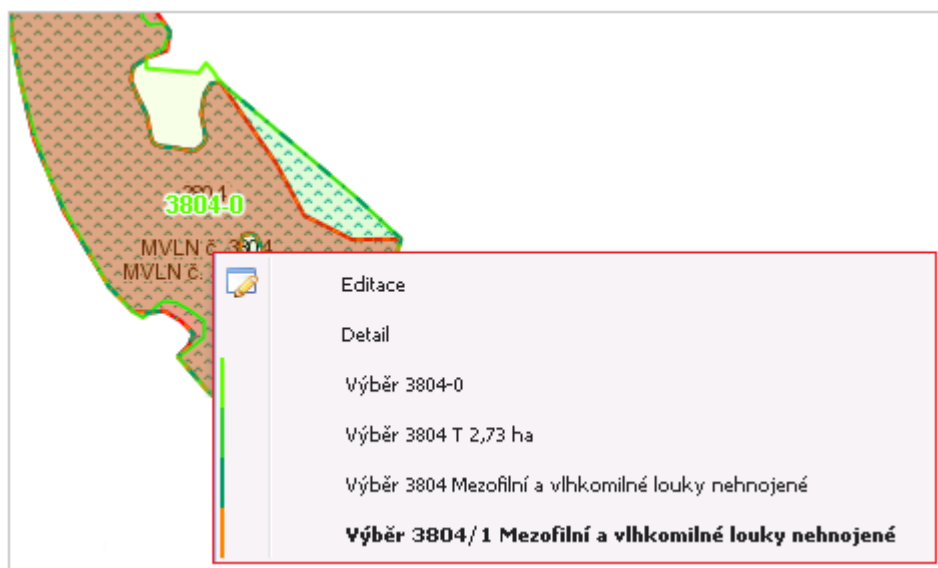 3804-0
MVLN č. 3804
MVLN č.
Editace
Detail
Výběr 3804-0
Výběr 3804 T 2,73 ha
Výběr 3804 Mezofilní a vlhkomilné louky nehnojené
Výběr 3804/1 Mezofilní a vlhkomilné louky nehnojené